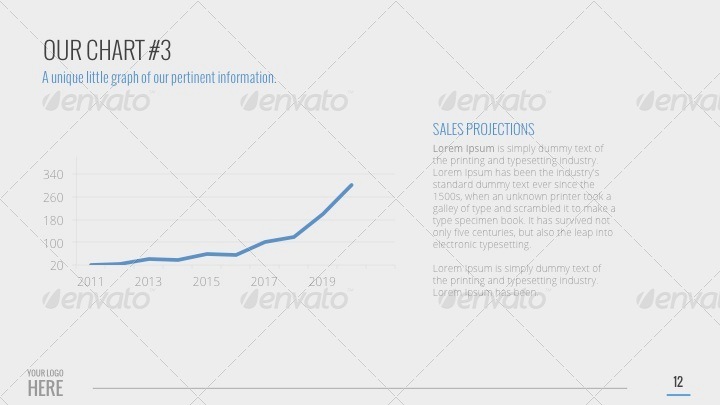 OUR CHART #3
A unique little graph of our pertinent information.
envato envato envato envato
SALES PROJECTIONS
Lorem Ipsum is simply dummy text of
the printing and typesetting industry.
Lorem Ipsum has been the industry's
standard dummy text ever since the
1500s, when an unknown printer took a
galley of type and scrambled it to make a
type specimen book. It has survived not
only five centuries, but also the leap into
electronic typesetting.
Lorem Ipsum is simply dummy text of
the printing and typesetting industry.
Lorem Ipsum has been
340
260
180
100
20
2011 2013 2015 2017 2019
envato envato envato envato
YOUR LOGO
HERE
12